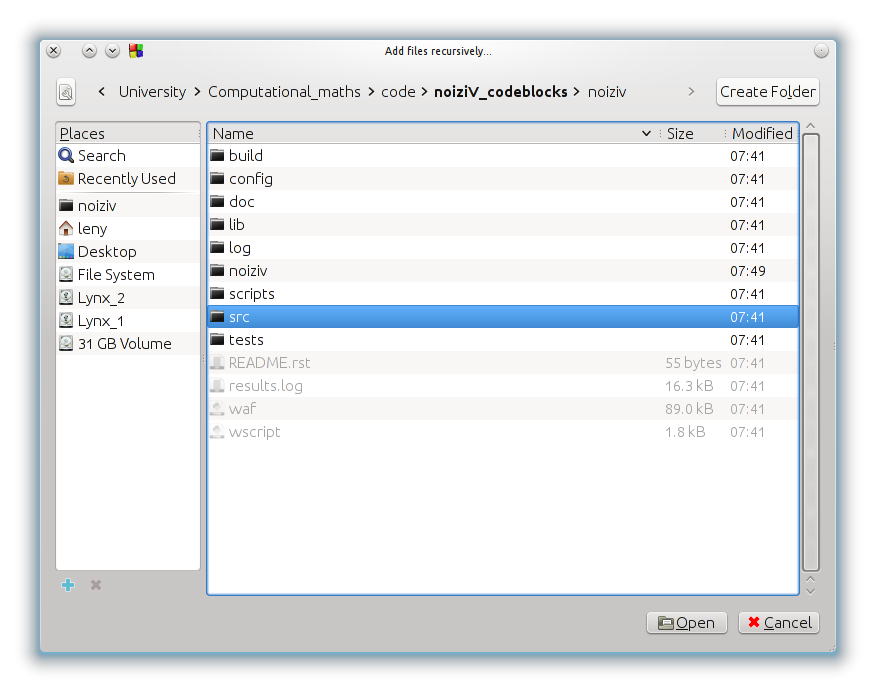 Add files recursively...
< University > Computational_maths > code > noiziV_codeblocks > noiziv > Create Folder
Places
Search
Recently Used
noiziv
leny
Desktop
File System
Lynx_2
Lynx_1
31 GB Volume
Name Size Modified
build 07:41
config 07:41
doc 07:41
lib 07:41
log 07:41
noiziv 07:49
scripts 07:41
src 07:41
tests 07:41
README.rst 55 bytes 07:41
results.log 16.3 kB 07:41
waf 89.0 kB 07:41
wscript 1.8 kB 07:41
Open Cancel